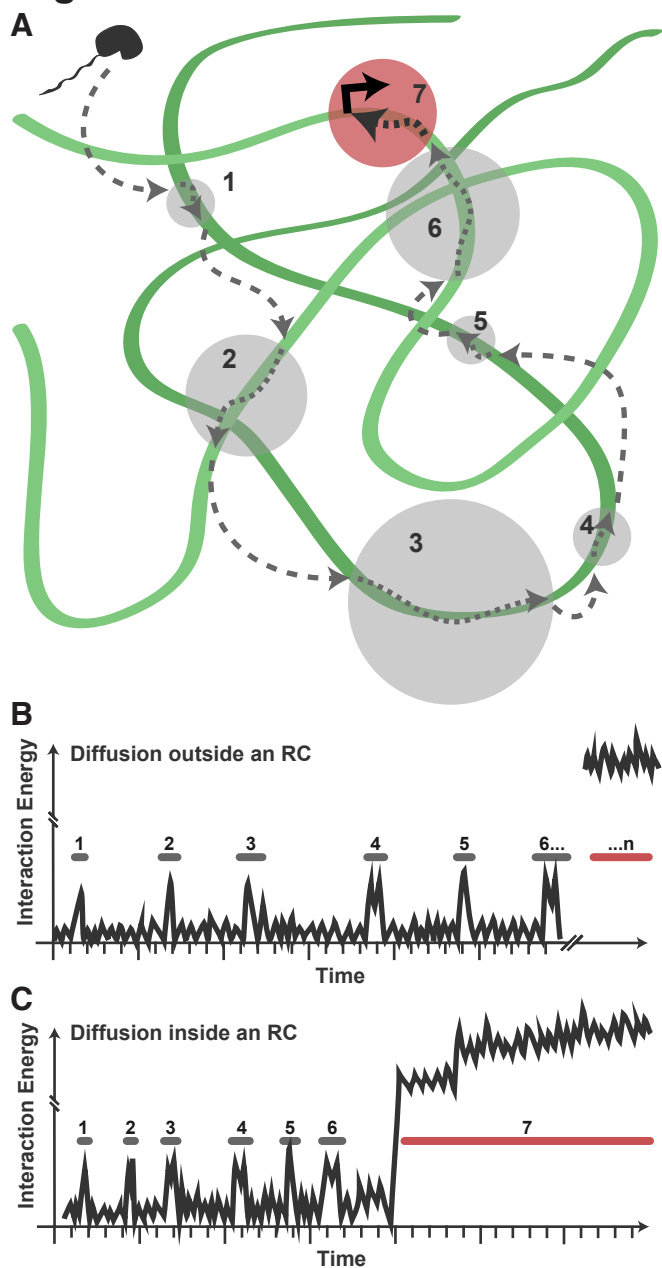 A
7
1
6
5
2
3
4
B
Interaction Energy
Diffusion outside an RC
1 2 3 4 5 6... ...n
Time
C
Interaction Energy
Diffusion inside an RC
1 2 3 4 5 6 7
Time